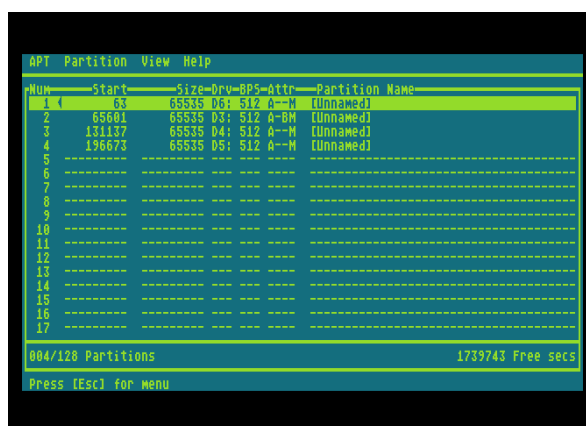 APT Partition View Help
Num Start Size Drv BPS Attr Partition Name
1 63 65535 D6: 512 A--M [Unnamed]
2 65601 65535 D3: 512 A-BM [Unnamed]
3 131137 65535 D4: 512 A--M [Unnamed]
4 196673 65535 D5: 512 A--M [Unnamed]
5 ---------- --------- --- --- ---- -----------------------------------
6 ---------- --------- --- --- ---- -----------------------------------
7 ---------- --------- --- --- ---- -----------------------------------
8 ---------- --------- --- --- ---- -----------------------------------
9 ---------- --------- --- --- ---- -----------------------------------
10 ---------- --------- --- --- ---- -----------------------------------
11 ---------- --------- --- --- ---- -----------------------------------
12 ---------- --------- --- --- ---- -----------------------------------
13 ---------- --------- --- --- ---- -----------------------------------
14 ---------- --------- --- --- ---- -----------------------------------
15 ---------- --------- --- --- ---- -----------------------------------
16 ---------- --------- --- --- ---- -----------------------------------
17 ---------- --------- --- --- ---- -----------------------------------
004/128 Partitions 1739743 Free secs
Press [Esc] for menu